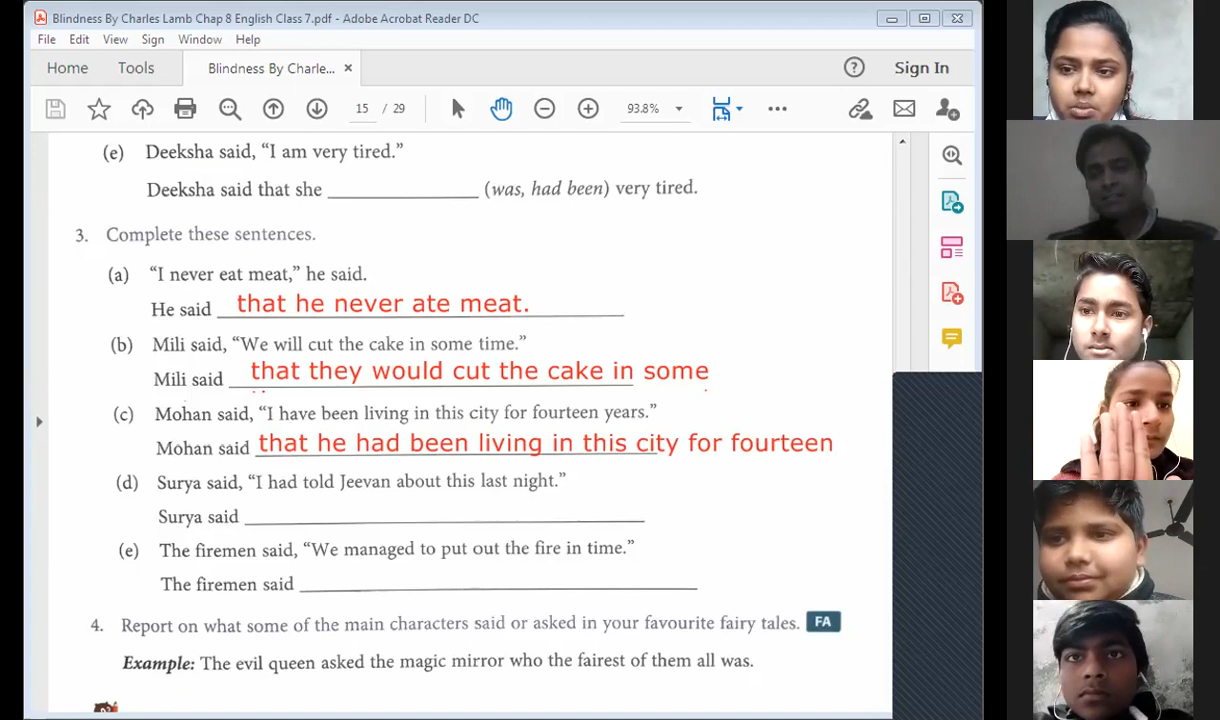 Blindness By Charles Lamb Chap 8 English Class 7.pdf - Adobe Acrobat Reader DC
File Edit View Sign Window Help
Home Tools Blindness By Charle... × Sign In
15 / 29 93.8%
(e) Deeksha said, “I am very tired.”
Deeksha said that she ____________ (was, had been) very tired.
3. Complete these sentences.
(a) “I never eat meat,” he said.
He said that he never ate meat.
(b) Mili said, “We will cut the cake in some time.”
Mili said that they would cut the cake in some
(c) Mohan said, “I have been living in this city for fourteen years.”
Mohan said that he had been living in this city for fourteen
(d) Surya said, “I had told Jeevan about this last night.”
Surya said ____________
(e) The firemen said, “We managed to put out the fire in time.”
The firemen said ____________
4. Report on what some of the main characters said or asked in your favourite fairy tales. FA
Example: The evil queen asked the magic mirror who the fairest of them all was.